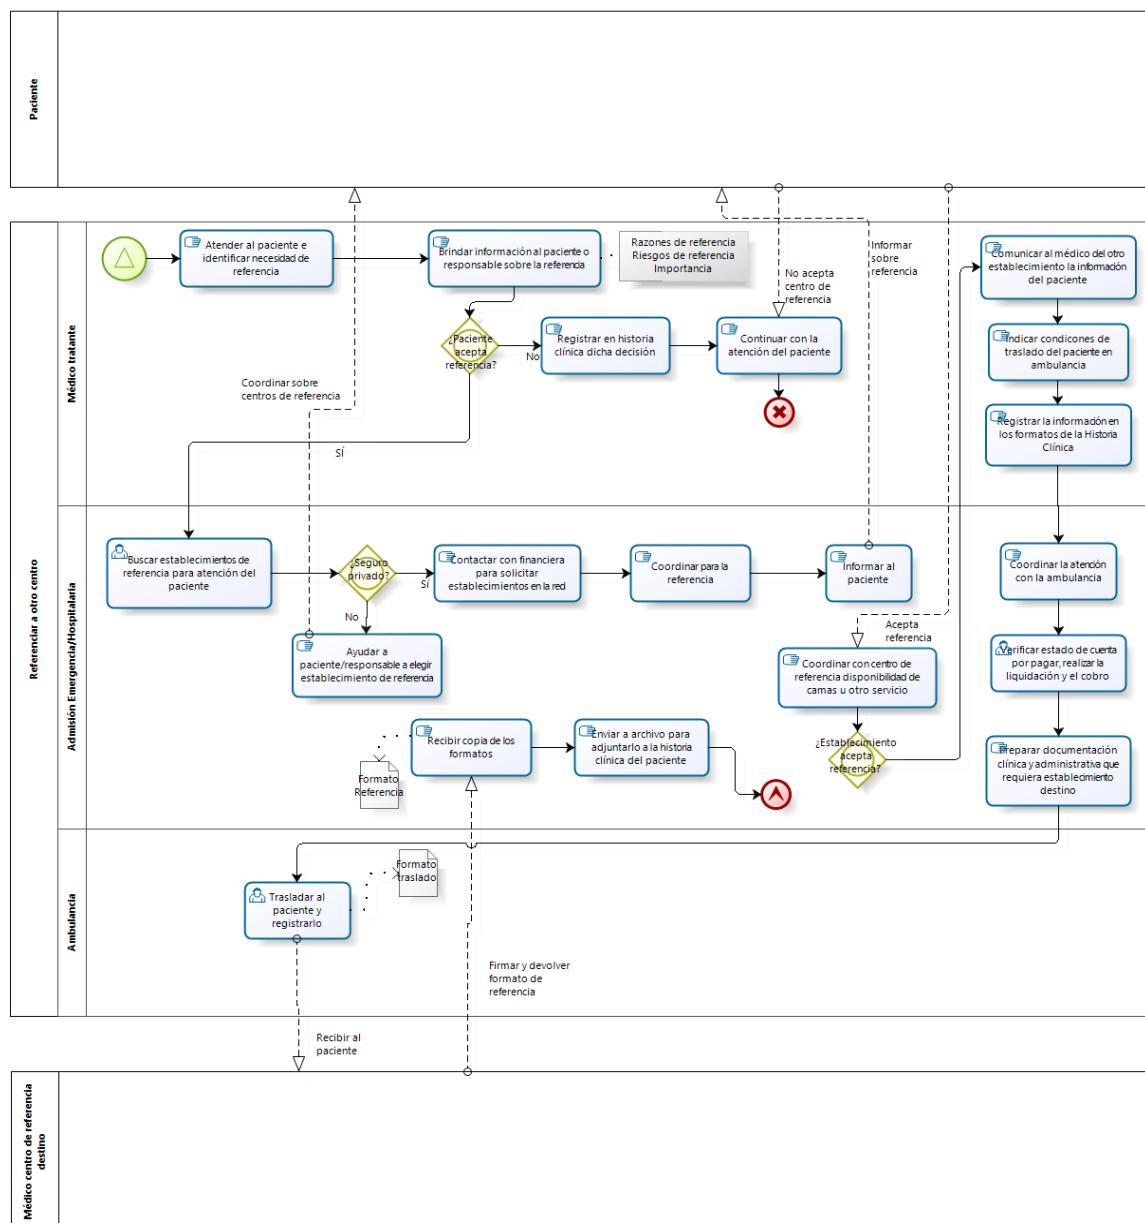 Paciente
Referenciar a otro centro
Médico tratante
Atender al paciente e
identificar necesidad de
referencia
Brindar información al paciente o
responsable sobre la referencia
Razones de referencia
Riesgos de referencia
Importancia
No acepta
centro de
referencia
Informar
sobre
referencia
Comunicar al médico del otro
establecimiento la información
del paciente
¿Paciente
acepta
referencia?
No
Registrar en historia
clínica dicha decisión
Continuar con la
atención del paciente
Indicar condiciones de
traslado del paciente en
ambulancia
Coordinar sobre
centros de referencia
Registrar la información en
los formatos de la Historia
Clínica
SÍ
Admisión Emergencia/Hospitalaria
Buscar establecimientos de
referencia para atención del
paciente
¿Seguro
privado?
Sí
Contactar con financiera
para solicitar
establecimientos en la red
Coordinar para la
referencia
Informar al
paciente
Coordinar la atención
con la ambulancia
No
Ayudar a
paciente/responsable a elegir
establecimiento de referencia
Acepta
referencia
Coordinar con centro de
referencia disponibilidad de
camas u otro servicio
Verificar estado de cuenta
por pagar, realizar la
liquidación y el cobro
Recibir copia de los
formatos
Enviar a archivo para
adjuntarlo a la historia
clínica del paciente
¿Establecimiento
acepta
referencia?
Preparar documentación
clínica y administrativa que
requiera establecimiento
destino
Formato
Referencia
Ambulancia
Formato
traslado
Trasladar al
paciente y
registrarlo
Firmar y devolver
formato de
referencia
Recibir al
paciente
Médico centro de referencia
destino